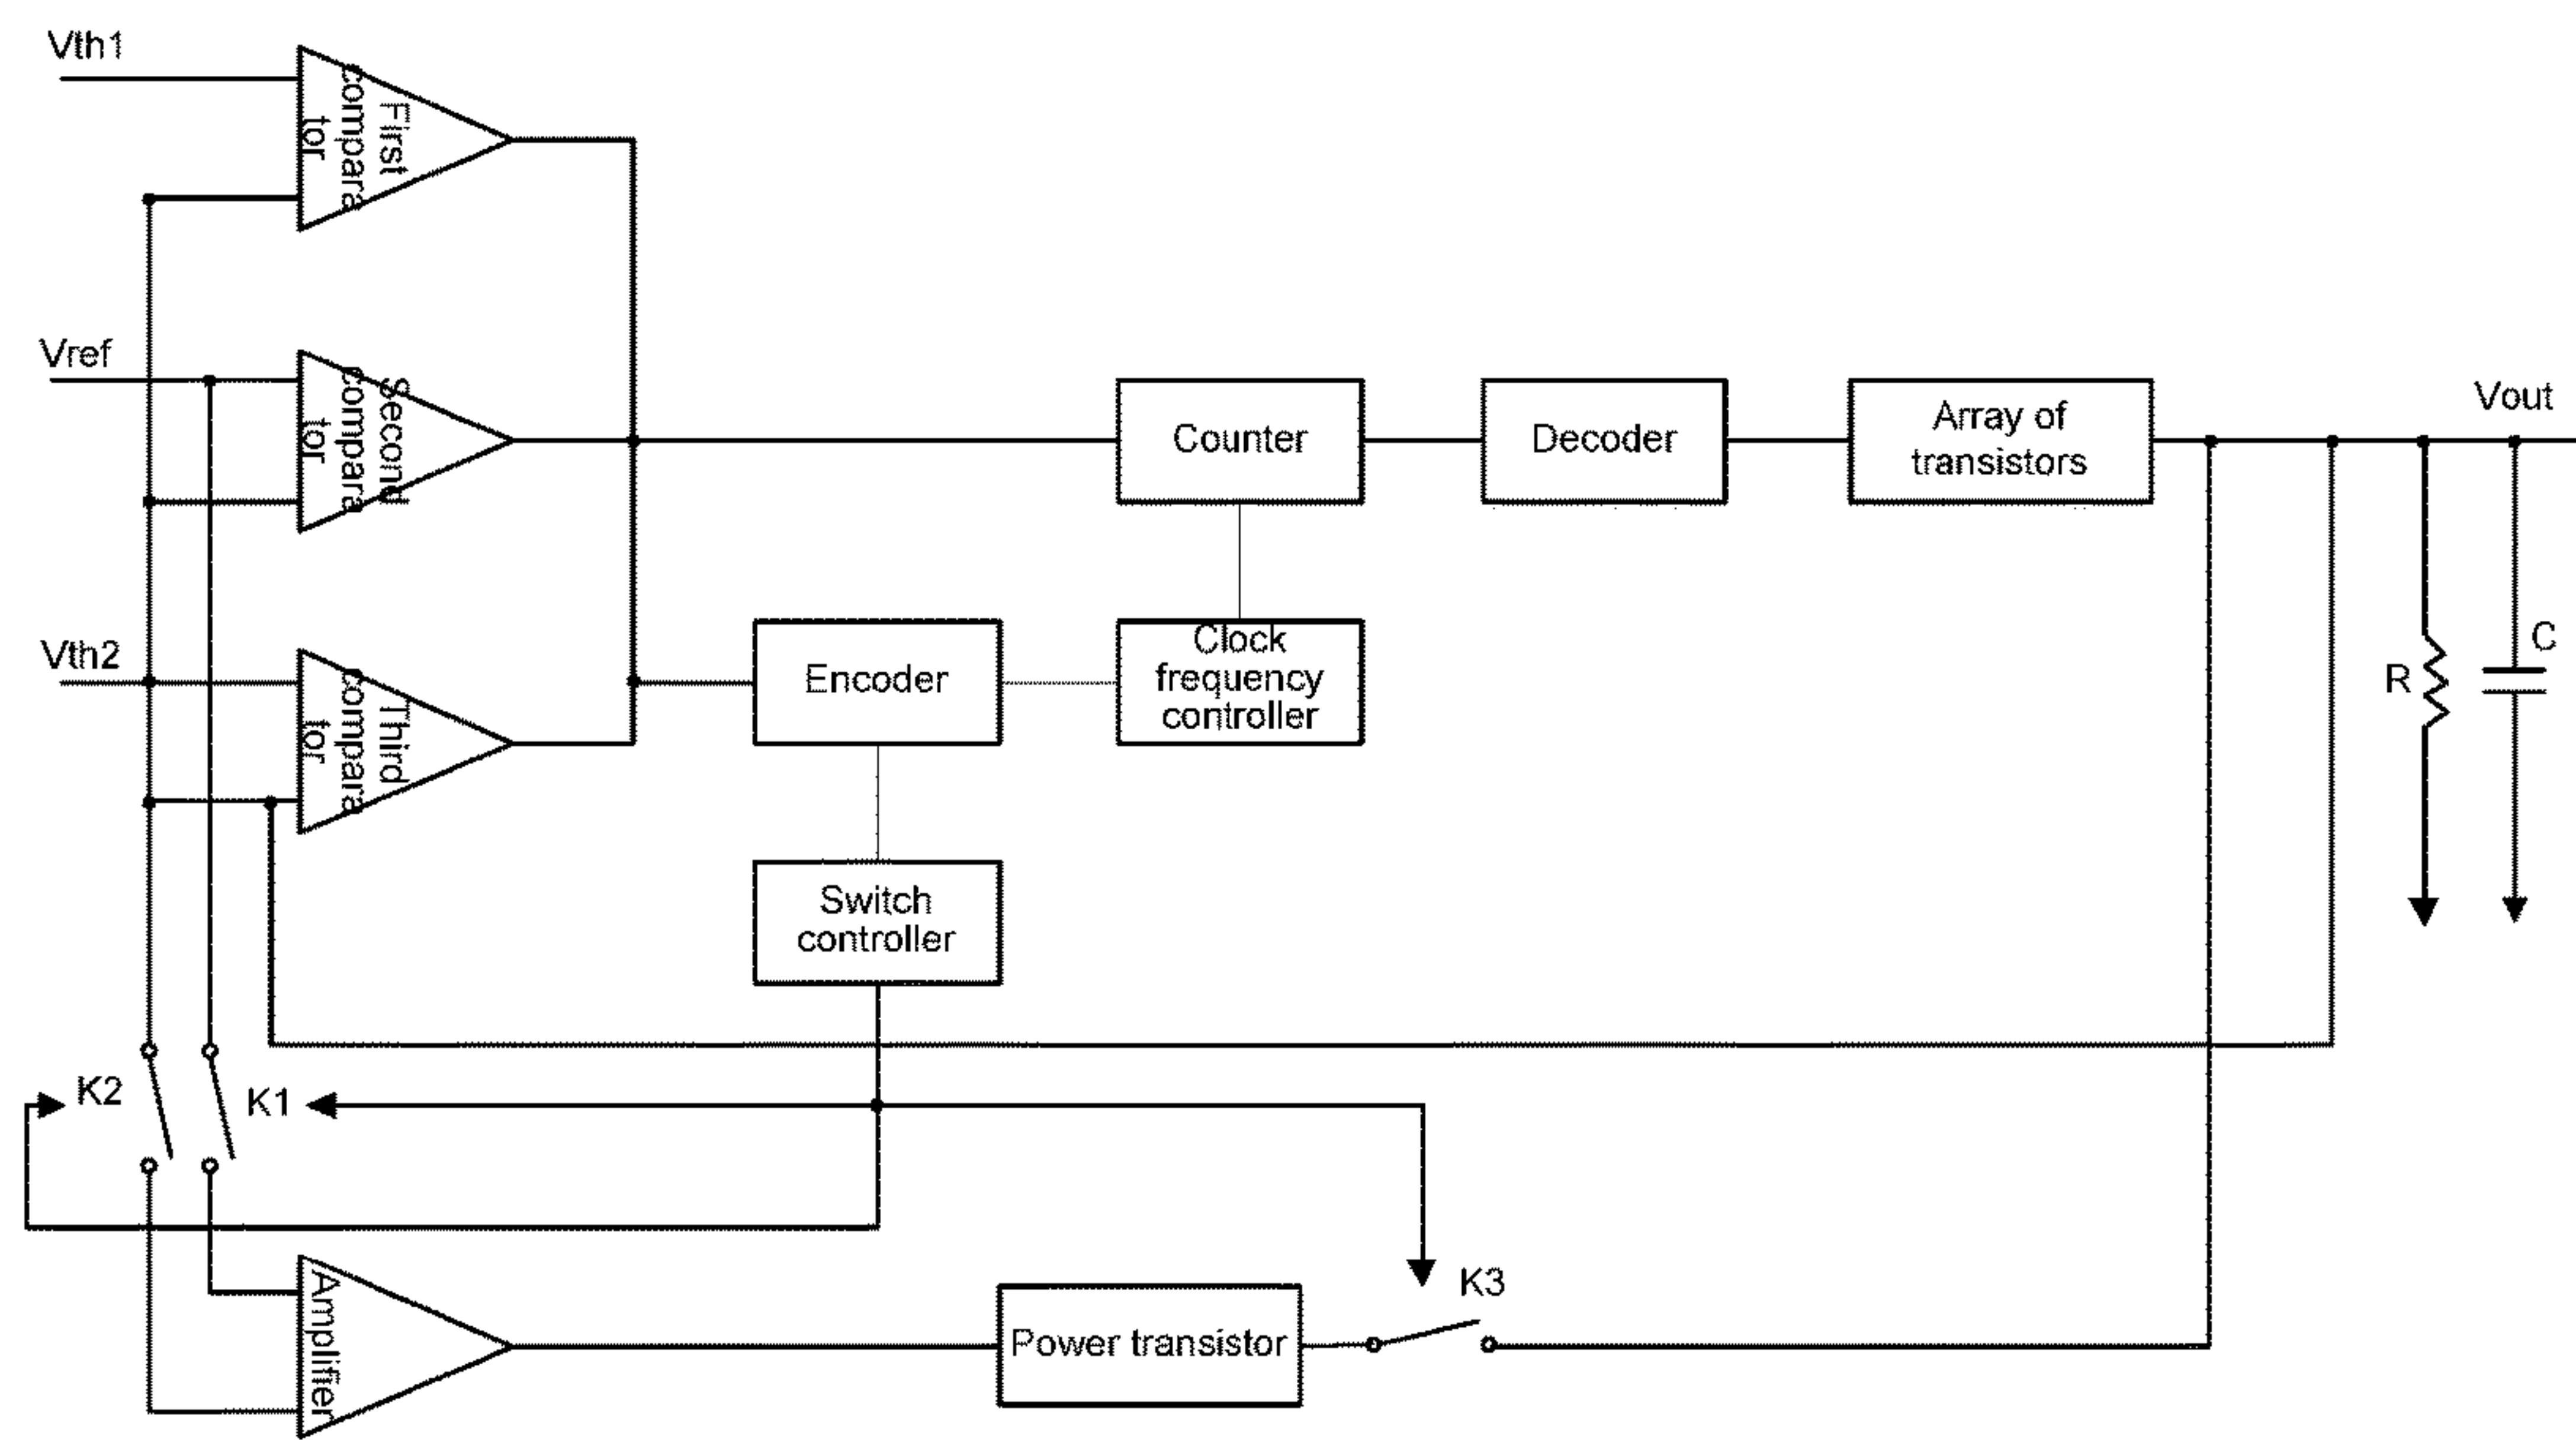 Vth1
First
compara
tor
Vref
Second
compara
tor
Counter
Decoder
Array of
transistors
Vout
Vth2
Third
compara
tor
Encoder
Clock
frequency
controller
R
C
Switch
controller
K2
K1
K3
Amplifier
Power transistor